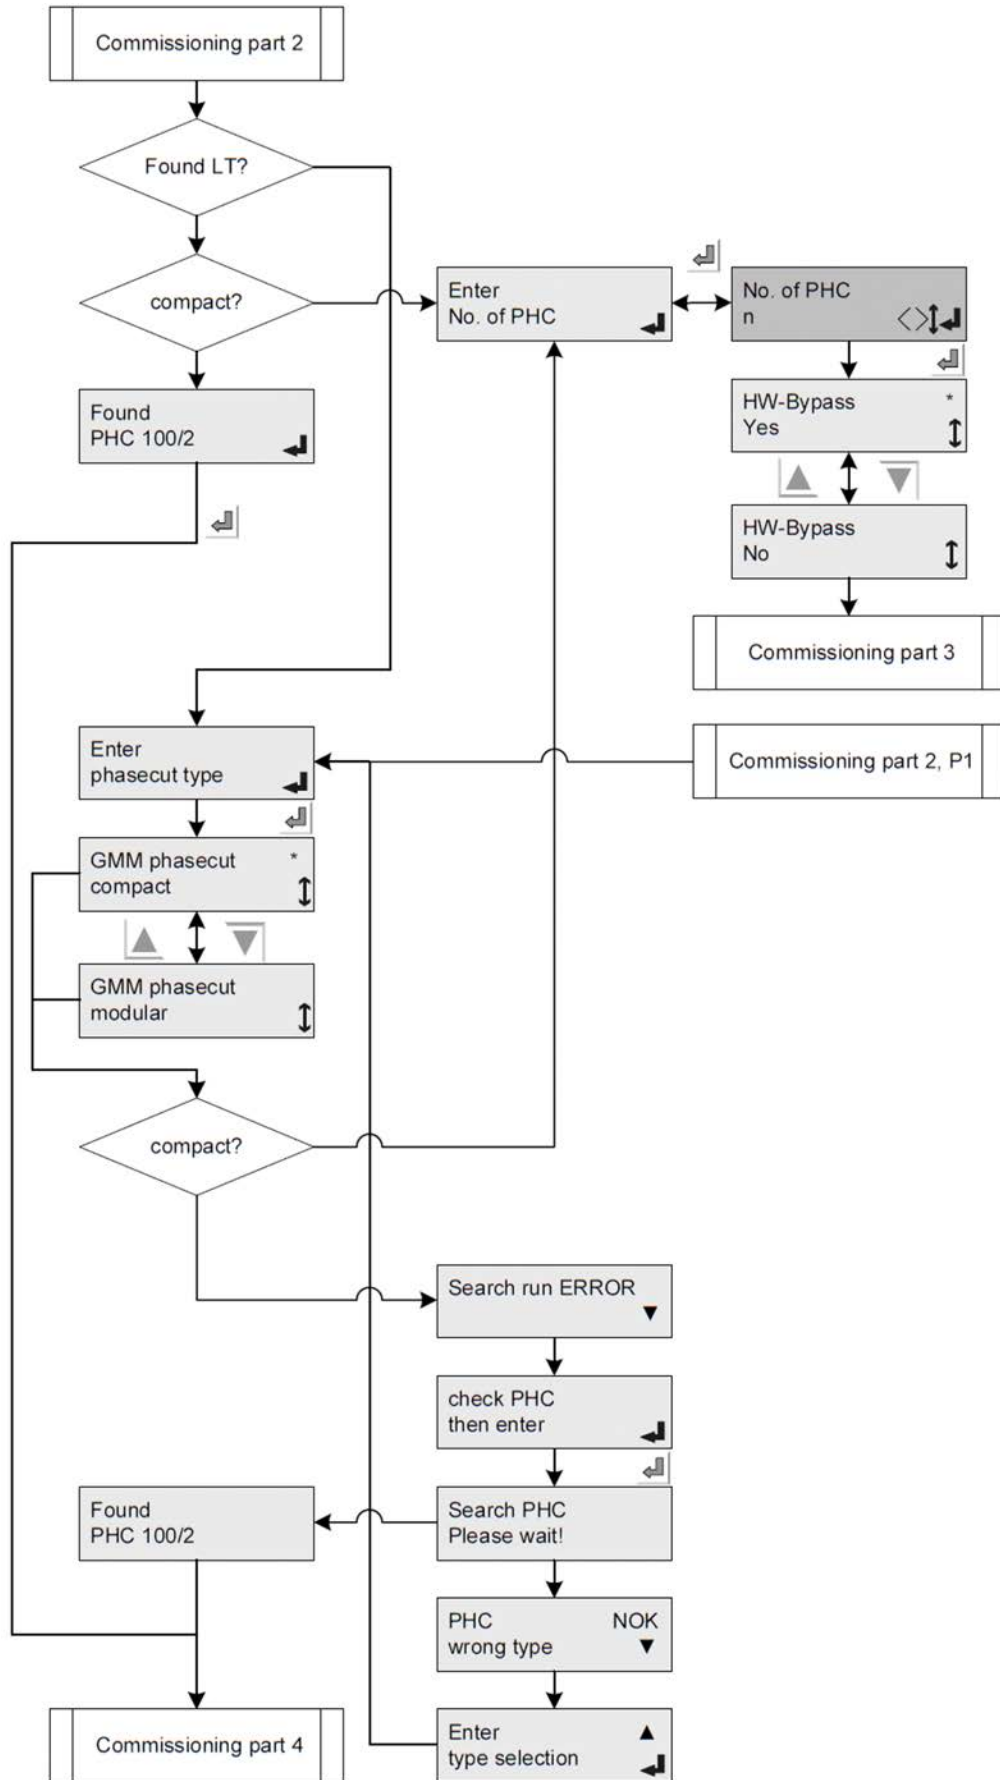 Commissioning part 2
Found LT?
compact?
Enter
No. of PHC
No. of PHC
n
Found
PHC 100/2
HW-Bypass *
Yes
HW-Bypass
No
Commissioning part 3
Enter
phasecut type
Commissioning part 2, P1
GMM phasecut *
compact
GMM phasecut
modular
compact?
Search run ERROR
check PHC
then enter
Found
PHC 100/2
Search PHC
Please wait!
PHC NOK
wrong type
Enter
type selection
Commissioning part 4